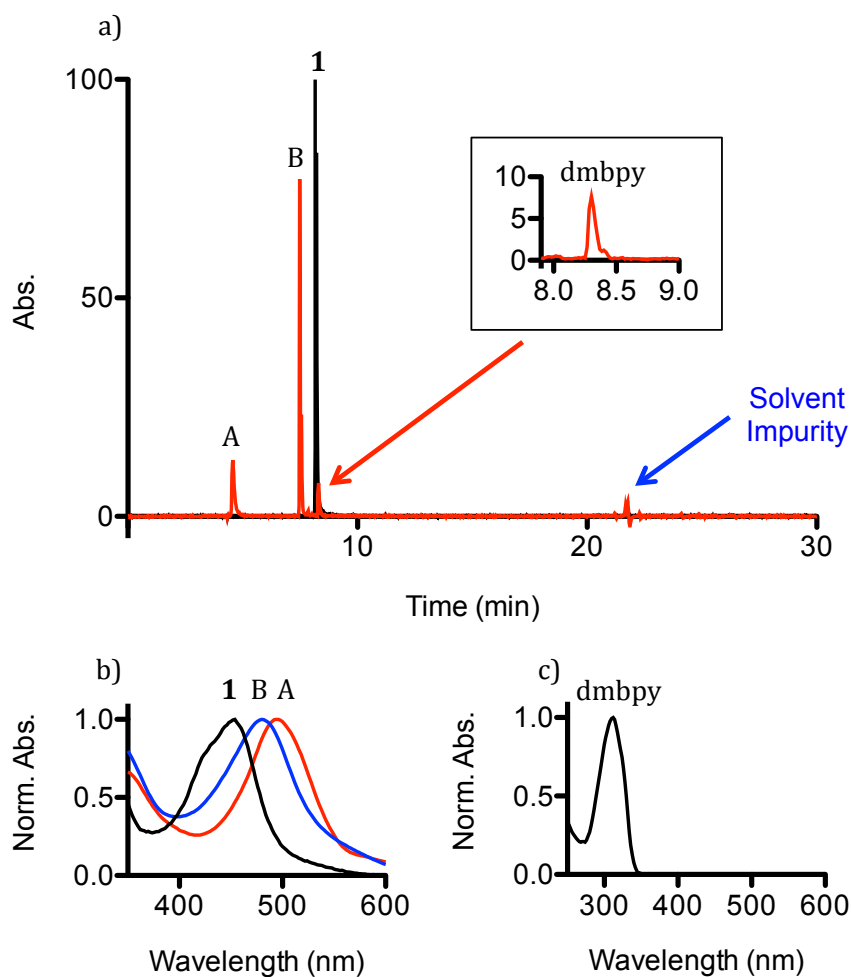 a)
1
100
B
10
dmbpy
5
0
8.0 8.5 9.0
Abs.
50
Solvent
Impurity
A
0
10 20 30
Time (min)
b)
1 B A
1.0
Norm. Abs.
0.5
0.0
400 500 600
Wavelength (nm)
c)
dmbpy
1.0
Norm. Abs.
0.5
0.0
300 400 500 600
Wavelength (nm)